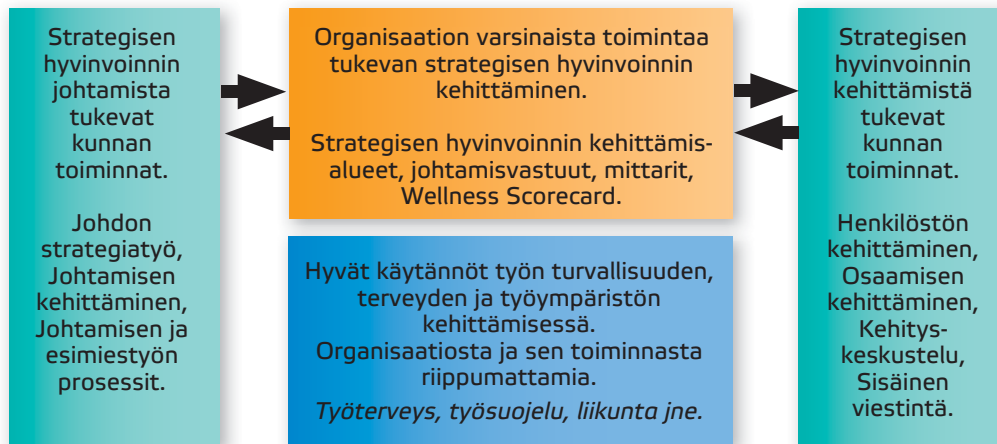 Strategisen
hyvinvoinnin
johtamista
tukevat
kunnan
toiminnat.
Johdon
strategiatyö,
Johtamisen
kehittäminen,
Johtamisen ja
esimiestyön
prosessit.
Organisaation varsinaista toimintaa
tukevan strategisen hyvinvoinnin
kehittäminen.
Strategisen hyvinvoinnin kehittämis-
alueet, johtamisvastuut, mittarit,
Wellness Scorecard.
Hyvät käytännöt työn turvallisuuden,
terveyden ja työympäristön
kehittämisessä.
Organisaatiosta ja sen toiminnasta
riippumattamia.
Työterveys, työsuojelu, liikunta jne.
Strategisen
hyvinvoinnin
kehittämistä
tukevat
kunnan
toiminnat.
Henkilöstön
kehittäminen,
Osaamisen
kehittäminen,
Kehitys-
keskustelu,
Sisäinen
viestintä.